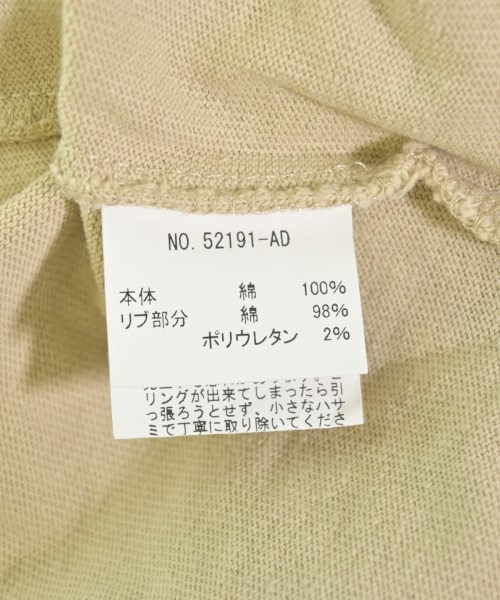 NO. 52191-AD
本体 綿 100%
リブ部分 綿 98%
ポリウレタン 2%
リングが出来てしまったら引
っ張ろうとせず、小さなハサ
ミで丁寧に取り除いてくださ